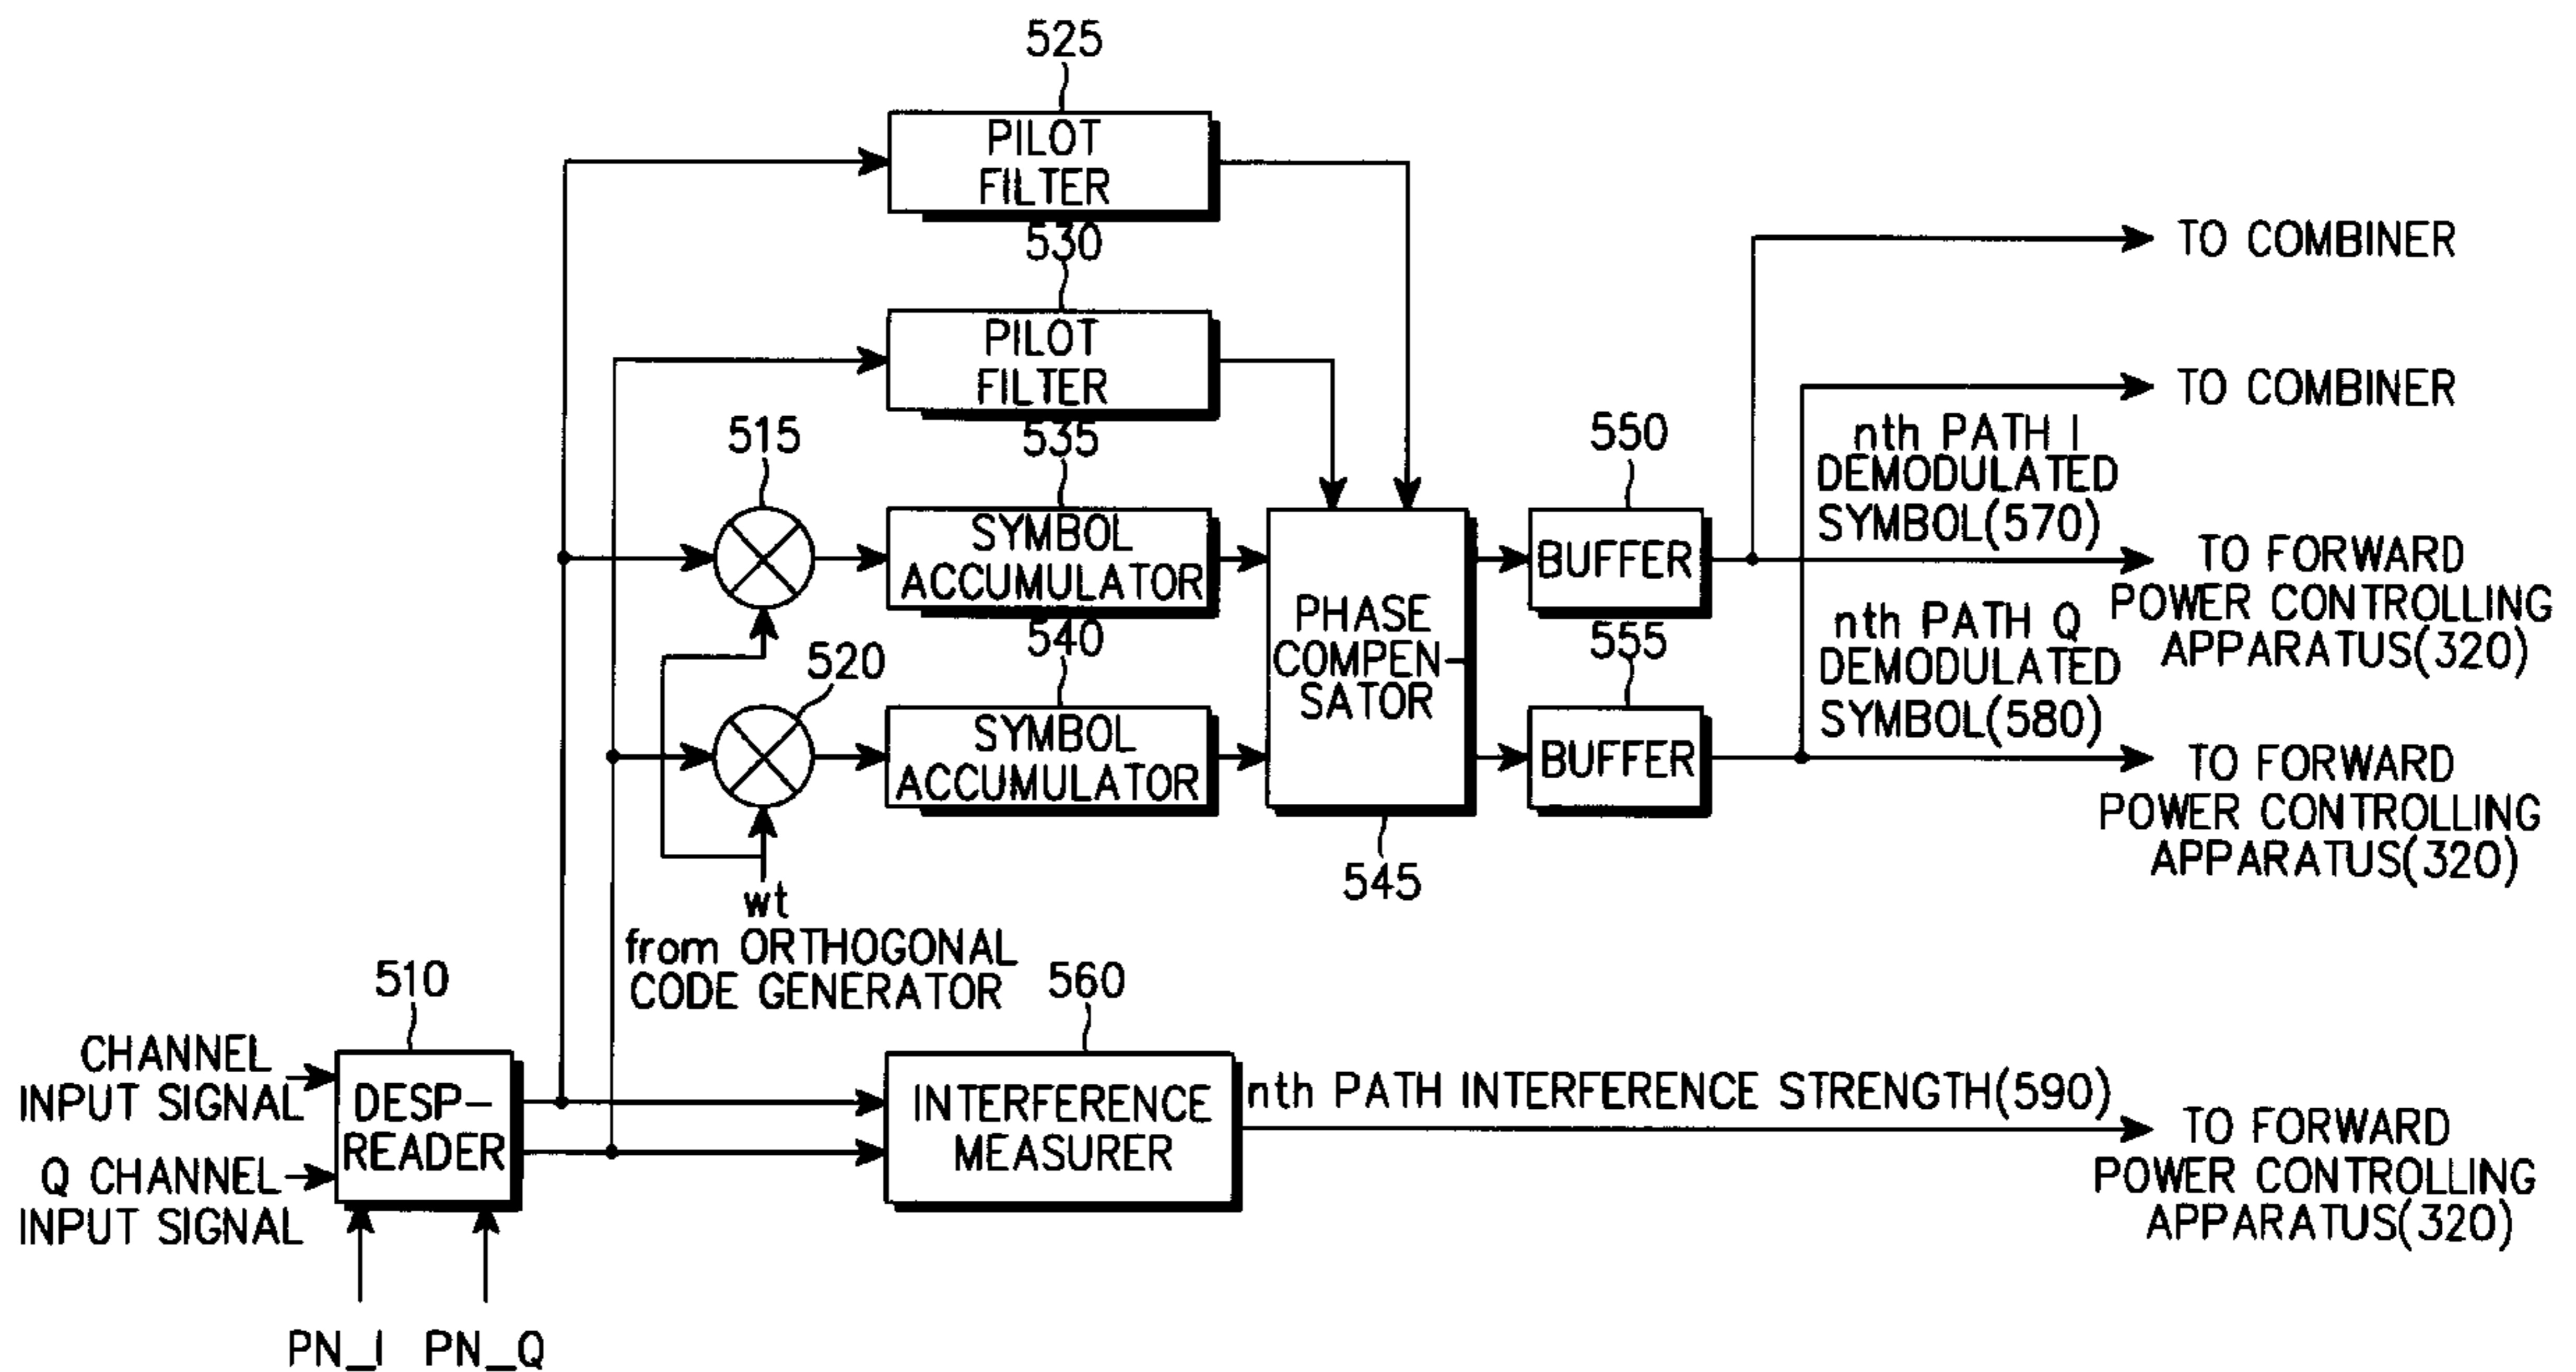 525
PILOT
FILTER
530
PILOT
FILTER
TO COMBINER
TO COMBINER
515
535
SYMBOL
ACCUMULATOR
550
BUFFER
nth PATH I
DEMODULATED
SYMBOL(570)
TO FORWARD
POWER CONTROLLING
APPARATUS(320)
520
540
SYMBOL
ACCUMULATOR
PHASE
COMPEN-
SATOR
545
555
BUFFER
nth PATH Q
DEMODULATED
SYMBOL(580)
TO FORWARD
POWER CONTROLLING
APPARATUS(320)
wt
from ORTHOGONAL
CODE GENERATOR
510
CHANNEL
INPUT SIGNAL
Q CHANNEL
INPUT SIGNAL
DESP-
READER
PN_I PN_Q
560
INTERFERENCE
MEASURER
nth PATH INTERFERENCE STRENGTH(590)
TO FORWARD
POWER CONTROLLING
APPARATUS(320)